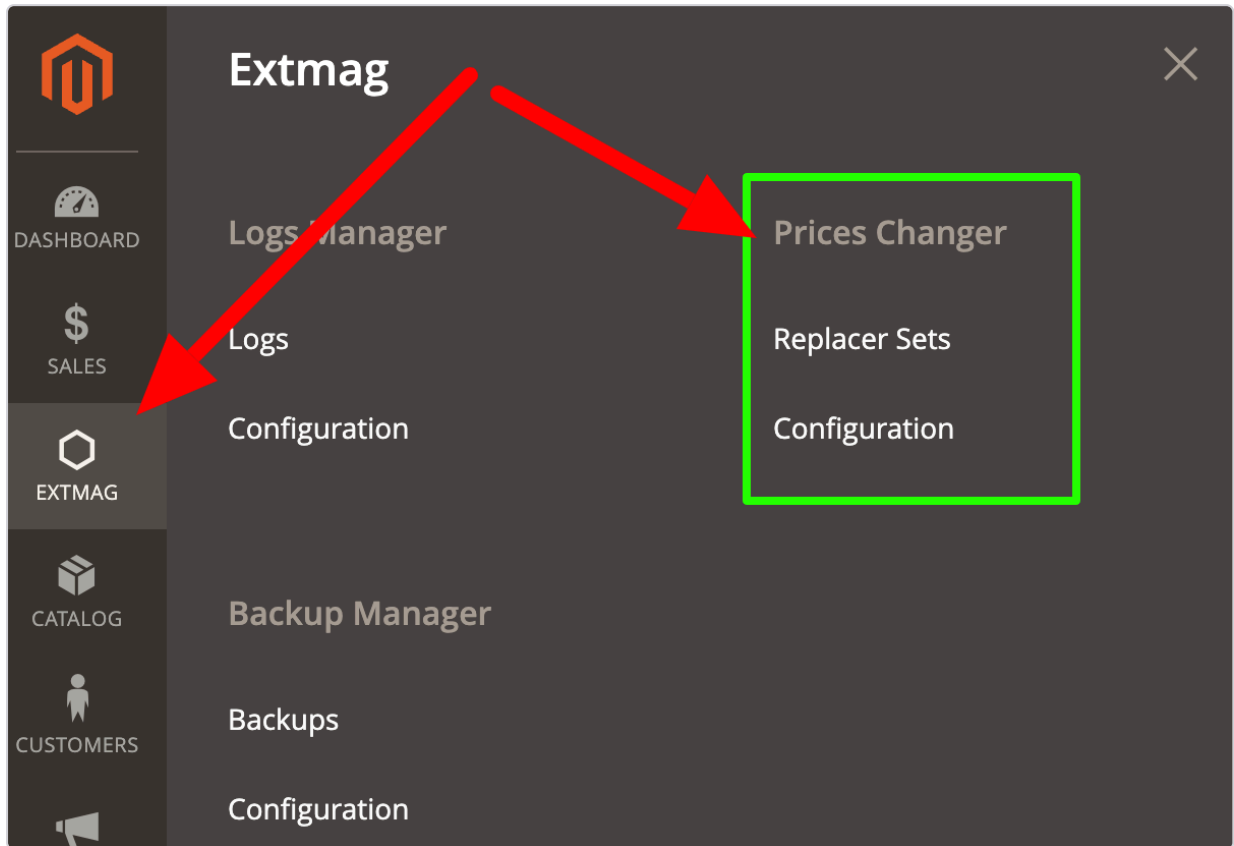 Extmag
DASHBOARD
SALES
EXTMAG
CATALOG
CUSTOMERS
Logs Manager
Logs
Configuration
Prices Changer
Replacer Sets
Configuration
Backup Manager
Backups
Configuration